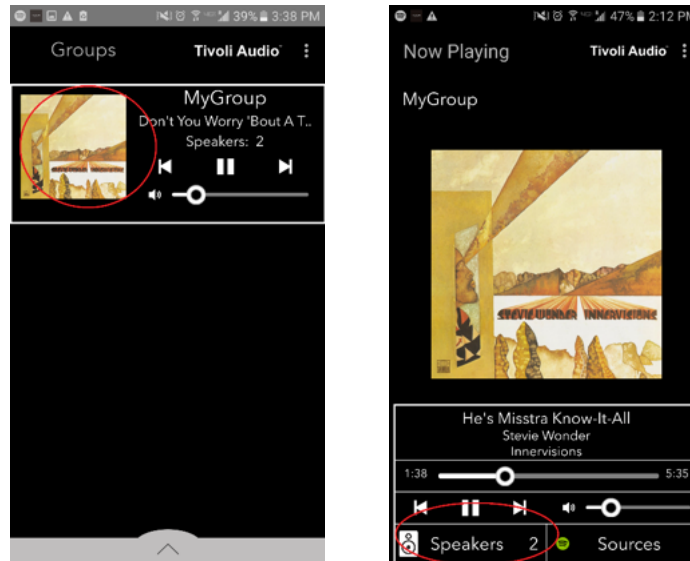 39% 3:38 PM
Groups
Tivoli Audio
MyGroup
Don't You Worry 'Bout A T..
Speakers: 2
47% 2:12 PM
Now Playing
Tivoli Audio
MyGroup
STEVIE WONDER INNERVISIONS
He's Misstra Know-It-All
Stevie Wonder
Innervisions
1:38
5:35
Speakers 2
Sources